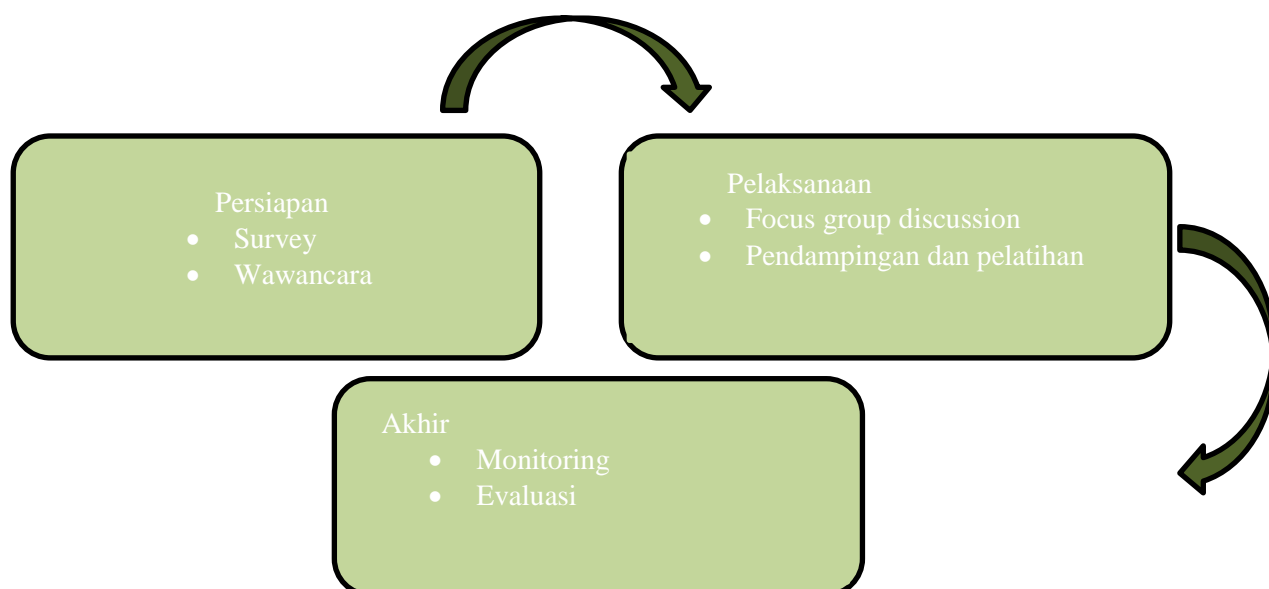 Persiapan
• Survey
• Wawancara
Pelaksanaan
• Focus group discussion
• Pendampingan dan pelatihan
Akhir
• Monitoring
• Evaluasi